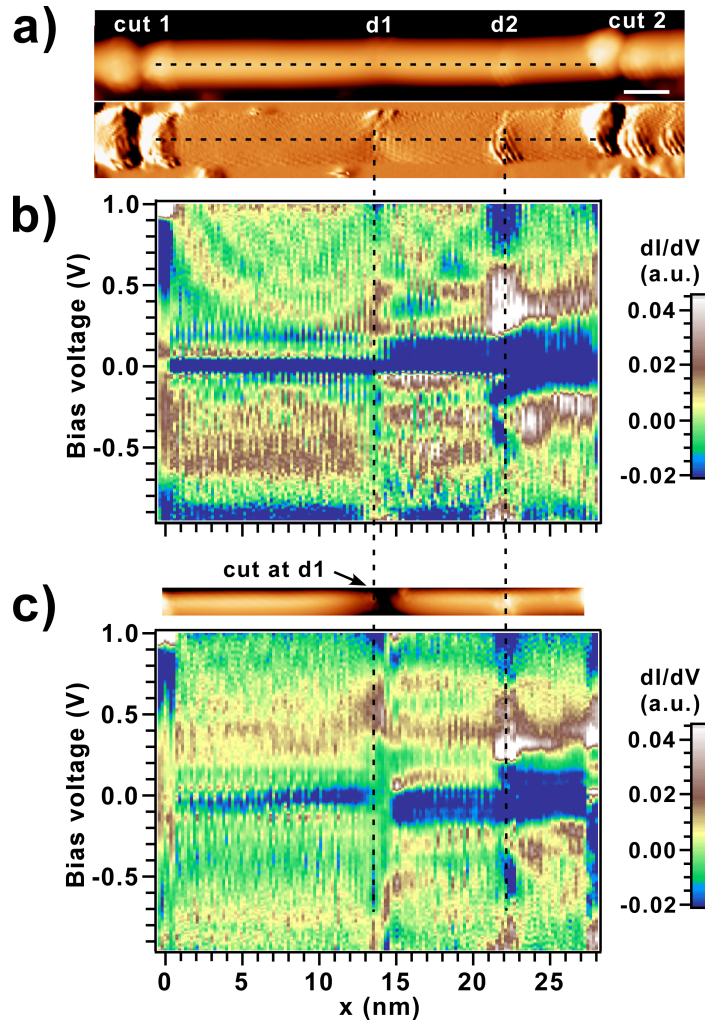 a)
cut 1
d1
d2
cut 2
b)
1.0
0.5
0.0
-0.5
Bias voltage (V)
dI/dV
(a.u.)
0.04
0.02
0.00
-0.02
c)
cut at d1
1.0
0.5
0.0
-0.5
Bias voltage (V)
dI/dV
(a.u.)
0.04
0.02
0.00
-0.02
0
5
10
15
20
25
x (nm)